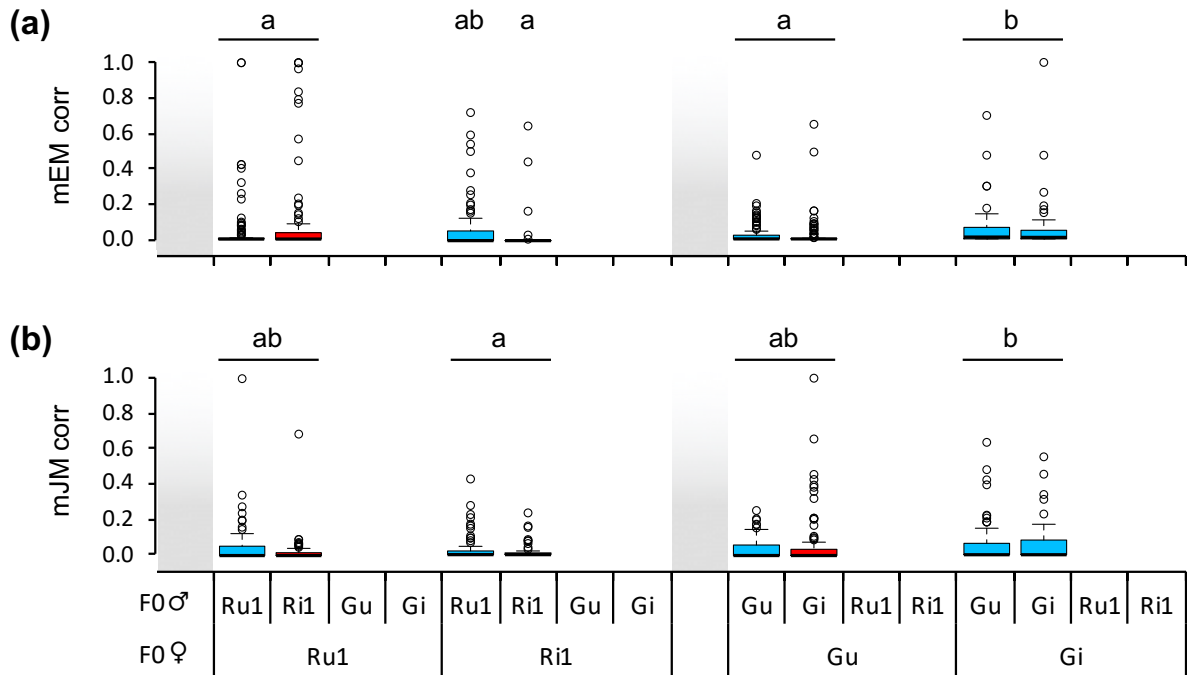 (a)
a ab a a b
mEM corr
1.0
0.8
0.6
0.4
0.2
0.0
(b)
ab a ab b
mJM corr
1.0
0.8
0.6
0.4
0.2
0.0
F0♂ Ru1 Ri1 Gu Gi Ru1 Ri1 Gu Gi Gu Gi Ru1 Ri1 Gu Gi Ru1 Ri1
F0♀ Ru1 Ri1 Gu Gi